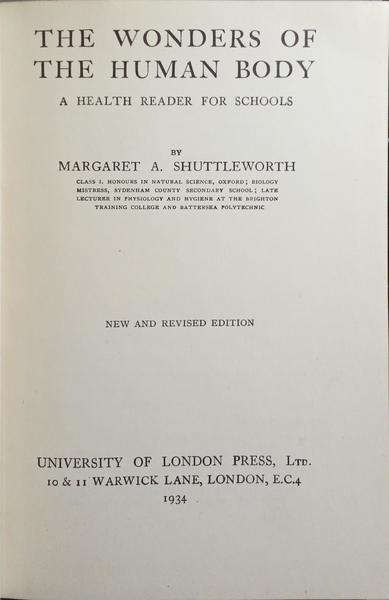 THE WONDERS OF
THE HUMAN BODY
A HEALTH READER FOR SCHOOLS
BY
MARGARET A. SHUTTLEWORTH
CLASS I. HONOURS IN NATURAL SCIENCE, OXFORD; BIOLOGY
MISTRESS, SYDENHAM COUNTY SECONDARY SCHOOL; LATE
LECTURER IN PHYSIOLOGY AND HYGIENE AT THE BRIGHTON
TRAINING COLLEGE AND BATTERSEA POLYTECHNIC
NEW AND REVISED EDITION
UNIVERSITY OF LONDON PRESS, LTD.
10 & 11 WARWICK LANE, LONDON, E.C.4
1934